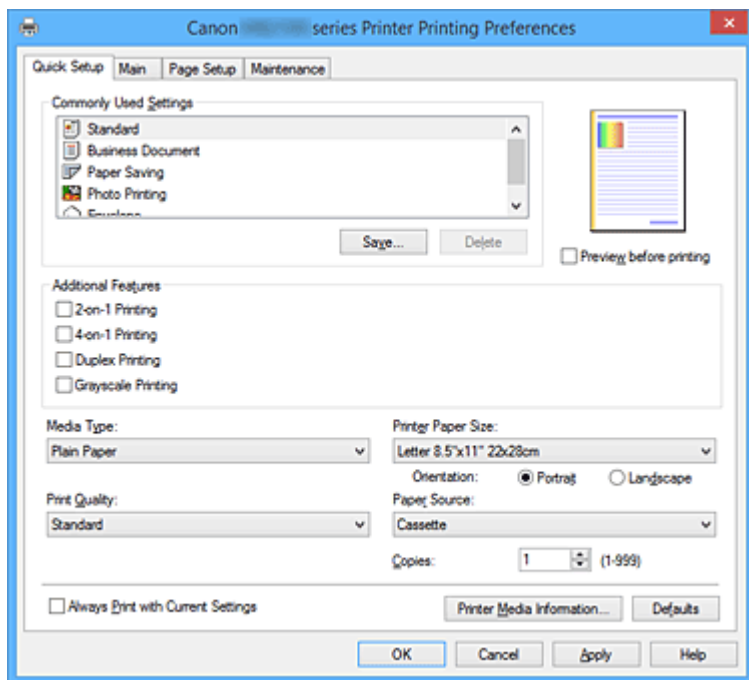 Canon series Printer Printing Preferences
Quick Setup Main Page Setup Maintenance
Commonly Used Settings
Standard
Business Document
Paper Saving
Photo Printing
Envelope
Save... Delete
Preview before printing
Additional Features
2-on-1 Printing
4-on-1 Printing
Duplex Printing
Grayscale Printing
Media Type: Printer Paper Size:
Plain Paper Letter 8.5"x11" 22x28cm
Orientation: Portrait Landscape
Print Quality: Paper Source:
Standard Cassette
Copies: 1 (1-999)
Always Print with Current Settings Printer Media Information... Defaults
OK Cancel Apply Help